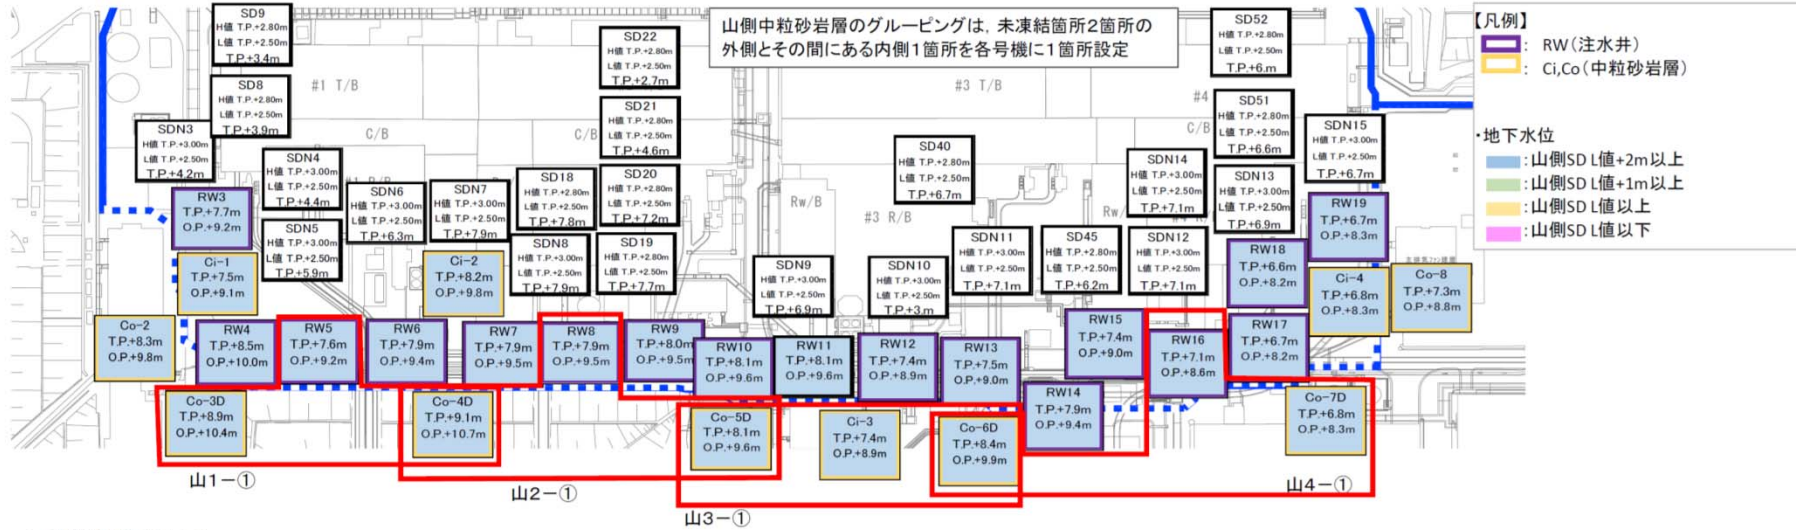 山側中粒砂岩層のグルーピングは，未凍結箇所2箇所の
外側とその間にある内側1箇所を各号機に1箇所設定
【凡例】
： RW（注水井）
： Ci,Co（中粒砂岩層）
・地下水位
：山側SD L値+2m以上
：山側SD L値+1m以上
：山側SD L値以上
：山側SD L値以下
SD9
H値 T.P.+2.80m
L値 T.P.+2.50m
T.P.+3.4m
SD8
H値 T.P.+2.80m
L値 T.P.+2.50m
T.P.+3.9m
SDN3
H値 T.P.+3.00m
L値 T.P.+2.50m
T.P.+4.2m
SDN4
H値 T.P.+3.00m
L値 T.P.+2.50m
T.P.+4.4m
SDN5
H値 T.P.+3.00m
L値 T.P.+2.50m
T.P.+5.9m
SDN6
H値 T.P.+3.00m
L値 T.P.+2.50m
T.P.+6.3m
SDN7
H値 T.P.+3.00m
L値 T.P.+2.50m
T.P.+7.9m
SD18
H値 T.P.+2.80m
L値 T.P.+2.50m
T.P.+7.8m
SDN8
H値 T.P.+3.00m
L値 T.P.+2.50m
T.P.+7.9m
SD22
H値 T.P.+2.80m
L値 T.P.+2.50m
T.P.+2.7m
SD21
H値 T.P.+2.80m
L値 T.P.+2.50m
T.P.+4.6m
SD20
H値 T.P.+2.80m
L値 T.P.+2.50m
T.P.+7.2m
SD19
H値 T.P.+2.80m
L値 T.P.+2.50m
T.P.+7.7m
SDN9
H値 T.P.+3.00m
L値 T.P.+2.50m
T.P.+6.9m
SDN10
H値 T.P.+3.00m
L値 T.P.+2.50m
T.P.+3.m
SD40
H値 T.P.+2.80m
L値 T.P.+2.50m
T.P.+6.7m
SDN11
H値 T.P.+3.00m
L値 T.P.+2.50m
T.P.+7.1m
SD45
H値 T.P.+2.80m
L値 T.P.+2.50m
T.P.+6.2m
SDN14
H値 T.P.+3.00m
L値 T.P.+2.50m
T.P.+7.1m
SDN12
H値 T.P.+3.00m
L値 T.P.+2.50m
T.P.+7.1m
SD52
H値 T.P.+2.80m
L値 T.P.+2.50m
T.P.+6.m
SD51
H値 T.P.+2.80m
L値 T.P.+2.50m
T.P.+6.6m
SDN13
H値 T.P.+3.00m
L値 T.P.+2.50m
T.P.+6.9m
SDN15
H値 T.P.+3.00m
L値 T.P.+2.50m
T.P.+6.7m
#1 T/B
C/B
C/B
#3 T/B
#4
C/B
Rw/B
#3 R/B
Rw/
RW3
T.P.+7.7m
O.P.+9.2m
Ci-1
T.P.+7.5m
O.P.+9.1m
Co-2
T.P.+8.3m
O.P.+9.8m
RW4
T.P.+8.5m
O.P.+10.0m
RW5
T.P.+7.6m
O.P.+9.2m
RW6
T.P.+7.9m
O.P.+9.4m
Ci-2
T.P.+8.2m
O.P.+9.8m
RW7
T.P.+7.9m
O.P.+9.5m
RW8
T.P.+7.9m
O.P.+9.5m
RW9
T.P.+8.0m
O.P.+9.5m
RW10
T.P.+8.1m
O.P.+9.6m
RW11
T.P.+8.1m
O.P.+9.6m
RW12
T.P.+7.4m
O.P.+8.9m
RW13
T.P.+7.5m
O.P.+9.0m
RW14
T.P.+7.9m
O.P.+9.4m
RW15
T.P.+7.4m
O.P.+9.0m
RW16
T.P.+7.1m
O.P.+8.6m
RW17
T.P.+6.7m
O.P.+8.2m
RW18
T.P.+6.6m
O.P.+8.2m
RW19
T.P.+6.7m
O.P.+8.3m
Ci-4
T.P.+6.8m
O.P.+8.3m
Co-8
T.P.+7.3m
O.P.+8.8m
Co-3D
T.P.+8.9m
O.P.+10.4m
Co-4D
T.P.+9.1m
O.P.+10.7m
Co-5D
T.P.+8.1m
O.P.+9.6m
Ci-3
T.P.+7.4m
O.P.+8.9m
Co-6D
T.P.+8.4m
O.P.+9.9m
Co-7D
T.P.+6.8m
O.P.+8.3m
山1－①
山2－①
山3－①
山4－①